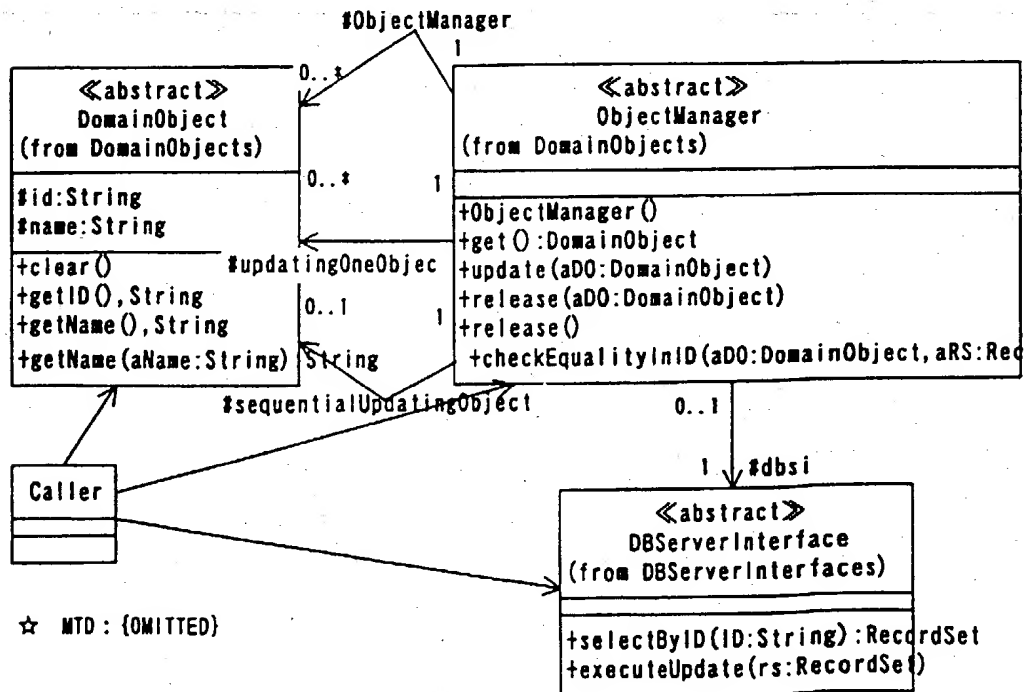 #ObjectManager
1
0..*
≪abstract≫
DomainObject
(from DomainObjects)
#id:String
#name:String
+clear()
+getID(),String
+getName(),String
+getName(aName:String) String
≪abstract≫
ObjectManager
(from DomainObjects)
+ObjectManager()
+get():DomainObject
+update(aDO:DomainObject)
+release(aDO:DomainObject)
+release()
+checkEqualityInID(aDO:DomainObject,aRS:Rec
0..*
1
#updatingOneObjec
0..1
1
#sequentialUpdatingObject
0..1
1 #dbsi
Caller
≪abstract≫
DBServerInterface
(from DBServerInterfaces)
+selectByID(ID:String):RecordSet
+executeUpdate(rs:RecordSet)
☆ MTD:{OMITTED}